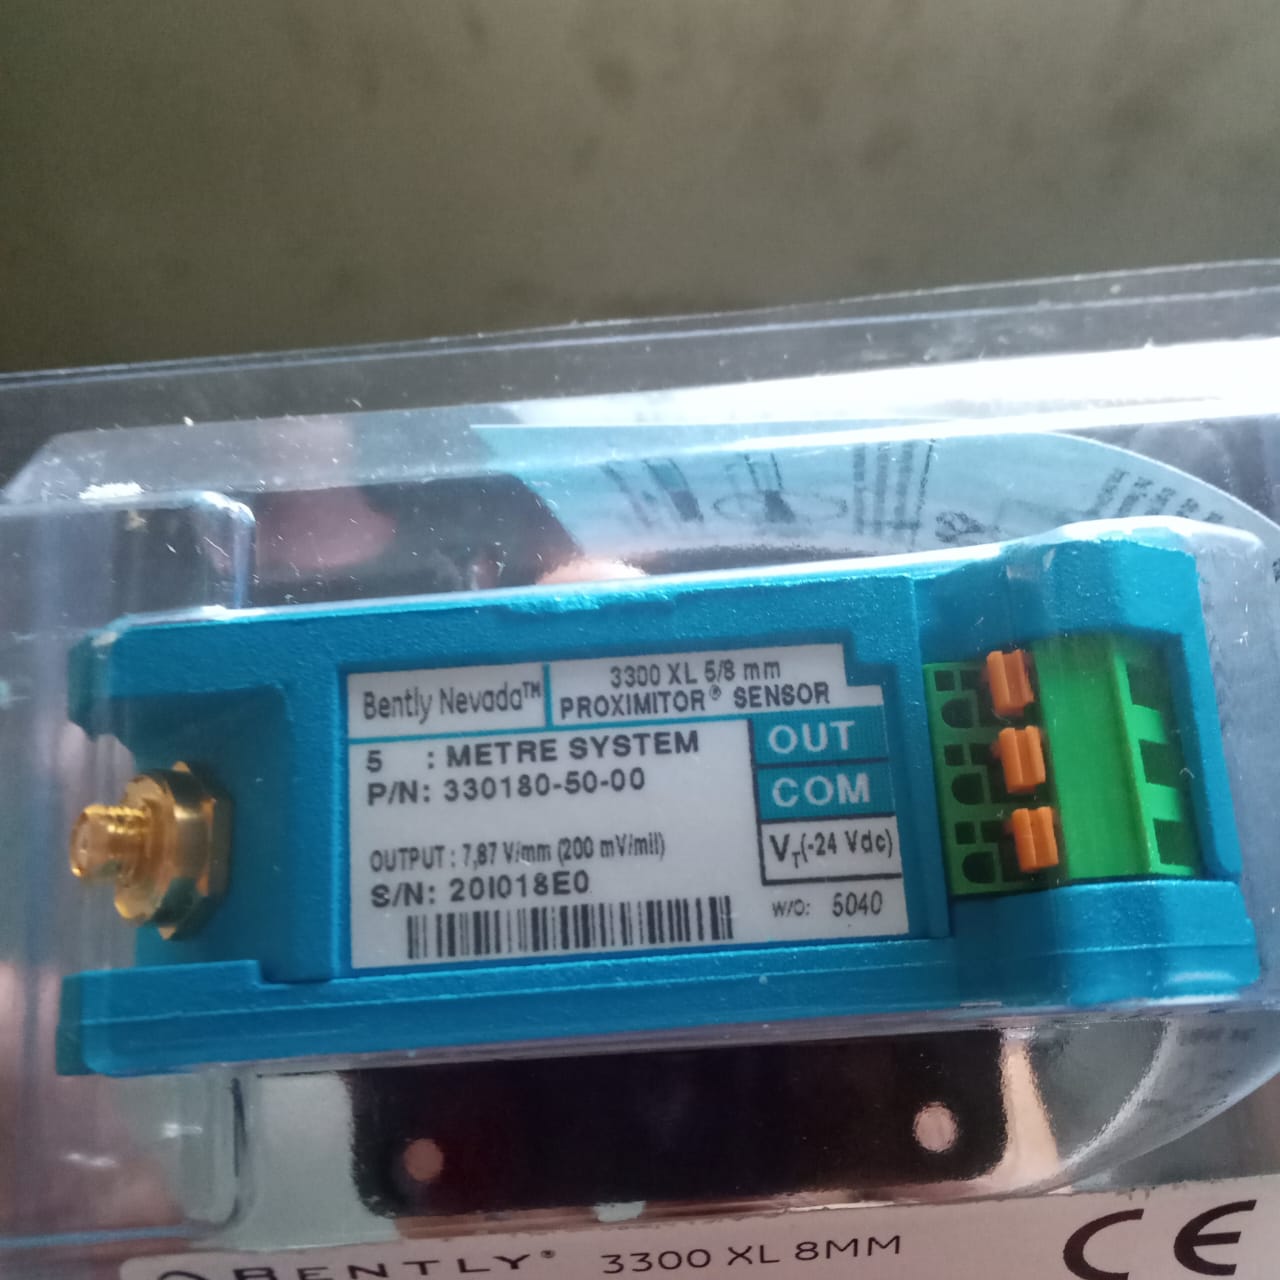 Bently Nevada™
3300 XL 5/8 mm
PROXIMITOR® SENSOR
5 : METRE SYSTEM
P/N: 330180-50-00
OUTPUT : 7,87 V/mm (200 mV/mil)
S/N: 20I018E0
OUT
COM
VT(-24 Vdc)
W/O: 5040
BENTLY® 3300 XL 8MM
CE